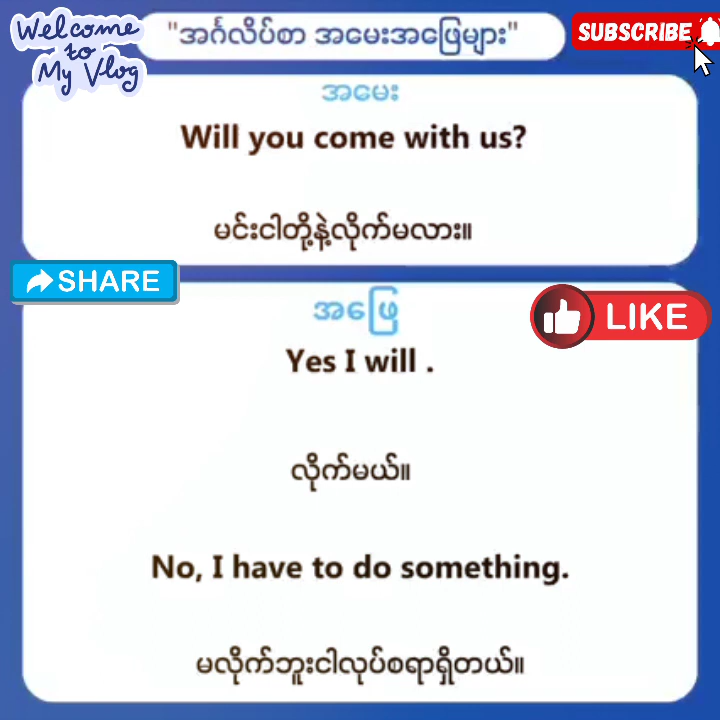 Welcome
to
My Vlog
"အင်္ဂလိပ်စာ အမေးအဖြေများ"
SUBSCRIBE
အမေး
Will you come with us?
မင်းငါတို့နဲ့လိုက်မလား။
SHARE
အဖြေ
LIKE
Yes I will .
လိုက်မယ်။
No, I have to do something.
မလိုက်ဘူးငါလုပ်စရာရှိတယ်။